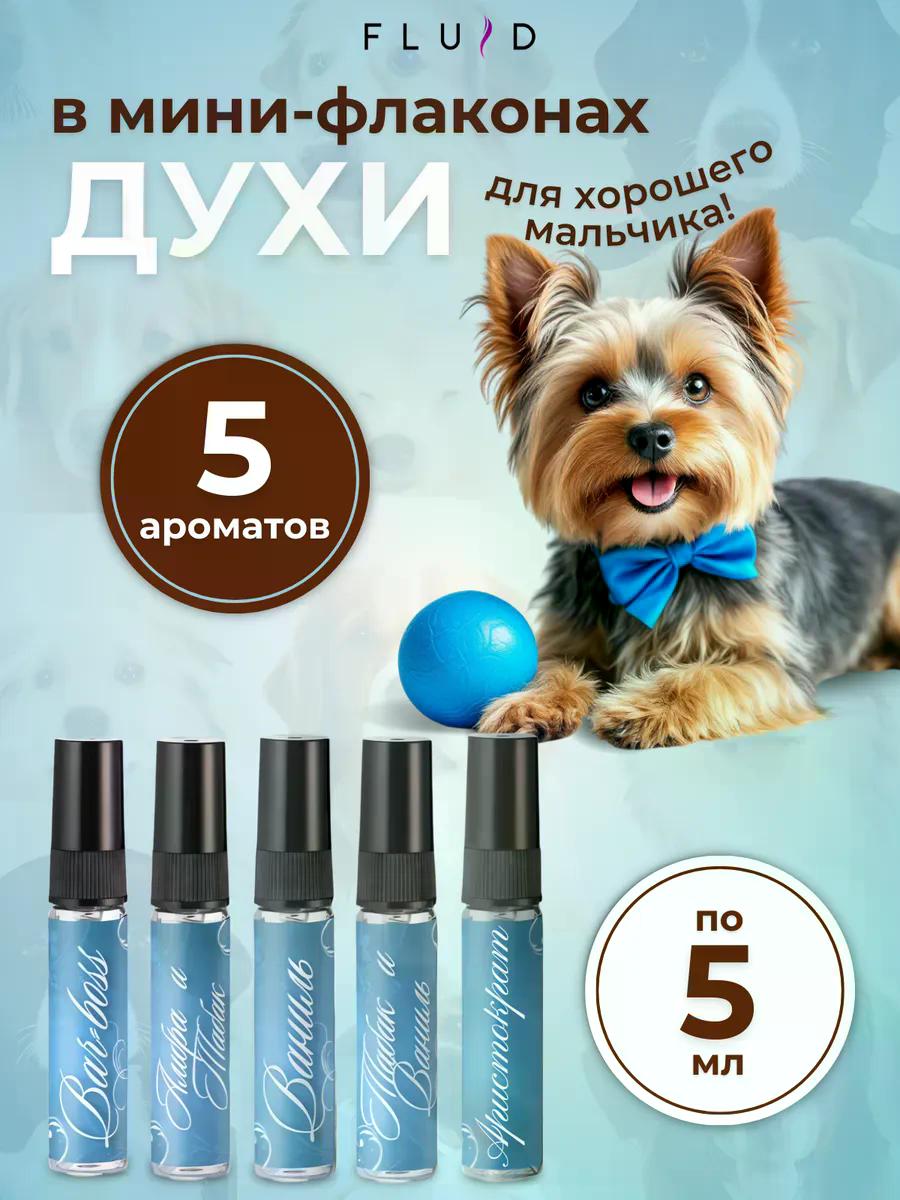 FLUID
в мини-флаконах
ДУХИ
для хорошего
мальчика!
5
ароматов
Bar-boss
Амбра и
Табак
Ваниль
Табак и
Ваниль
Аристократ
по
5
мл